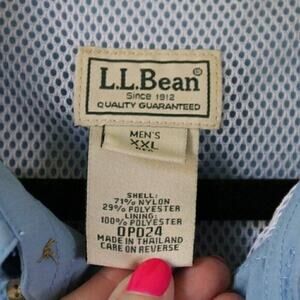 L.L.Bean®
Since 1912
QUALITY GUARANTEED
MEN'S
XXL
SHELL:
71% NYLON
29% POLYESTER
LINING:
100% POLYESTER
0PD24
MADE IN THAILAND
CARE ON REVERSE